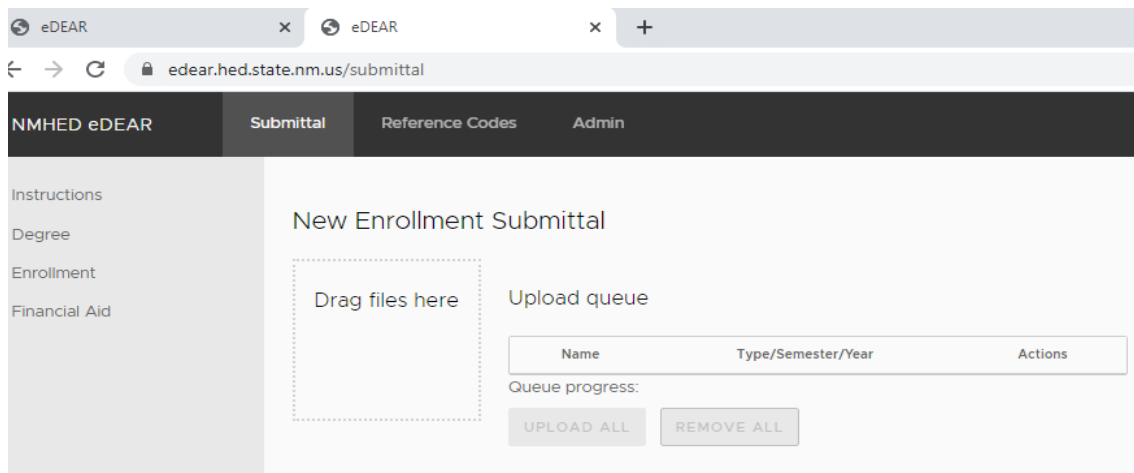 eDEAR
eDEAR
edear.hed.state.nm.us/submittal
NMHED eDEAR Submittal Reference Codes Admin
Instructions
Degree
Enrollment
Financial Aid
New Enrollment Submittal
Drag files here
Upload queue
Name Type/Semester/Year Actions
Queue progress:
UPLOAD ALL REMOVE ALL